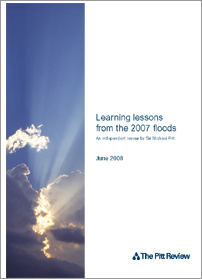 Learning lessons
from the 2007 floods
An independent review by Sir Michael Pitt
June 2008
The Pitt Review